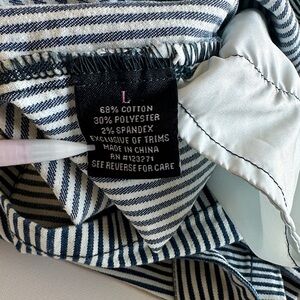 L
68% COTTON
30% POLYESTER
2% SPANDEX
EXCLUSIVE OF TRIMS
MADE IN CHINA
RN #123271
SEE REVERSE FOR CARE